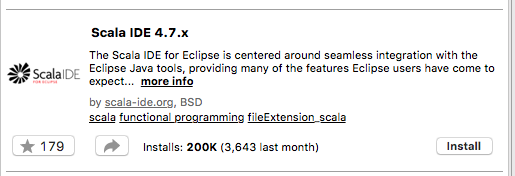 Scala IDE 4.7.x
The Scala IDE for Eclipse is centered around seamless integration with the
Eclipse Java tools, providing many of the features Eclipse users have come to
expect... more info
ScalaIDE
FOR ECLIPSE
by scala-ide.org, BSD
scala functional programming fileExtension_scala
179
Installs: 200K (3,643 last month)
Install